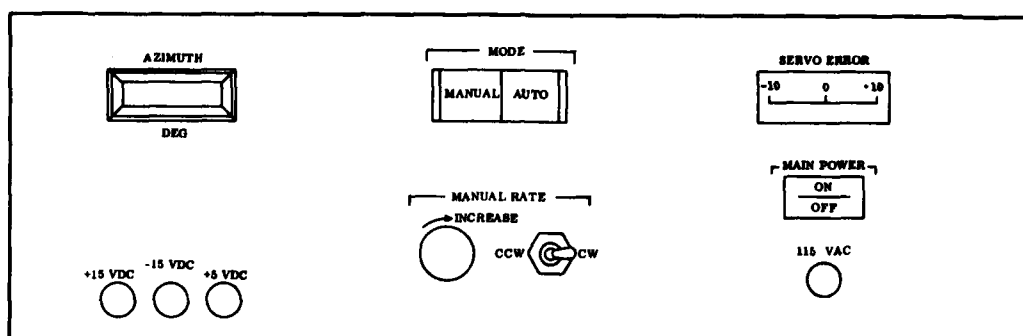 AZIMUTH
DEG
MODE
MANUAL AUTO
SERVO ERROR
-10 0 +10
MAIN POWER
ON
OFF
MANUAL RATE
INCREASE
CCW CW
+15 VDC -15 VDC +5 VDC
115 VAC